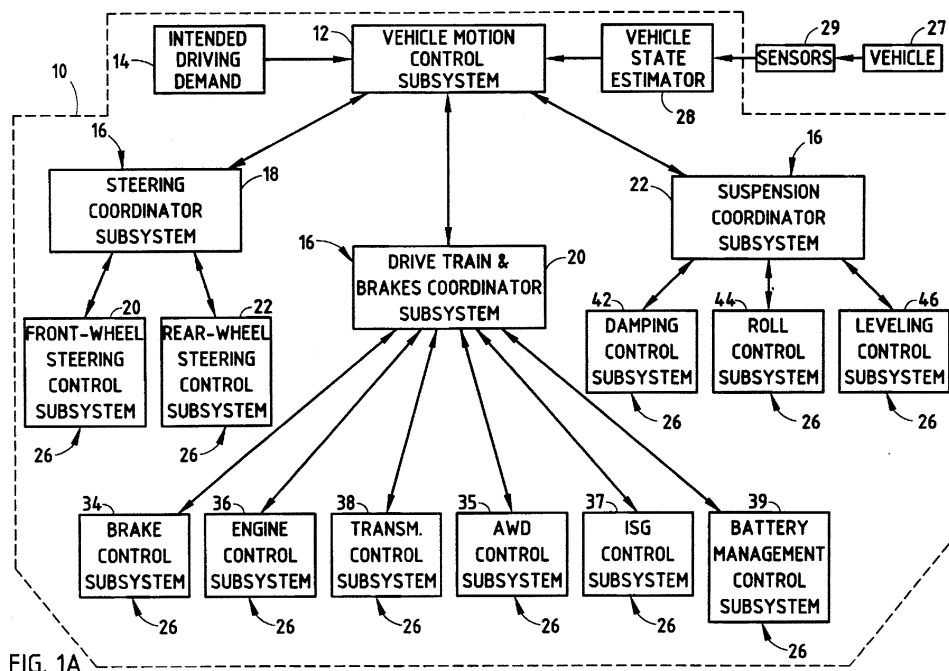 10
14
INTENDED
DRIVING
DEMAND
12
VEHICLE MOTION
CONTROL
SUBSYSTEM
VEHICLE
STATE
ESTIMATOR
28
29
SENSORS
27
VEHICLE
16
18
STEERING
COORDINATOR
SUBSYSTEM
16
20
DRIVE TRAIN &
BRAKES COORDINATOR
SUBSYSTEM
16
22
SUSPENSION
COORDINATOR
SUBSYSTEM
20
FRONT-WHEEL
STEERING
CONTROL
SUBSYSTEM
26
22
REAR-WHEEL
STEERING
CONTROL
SUBSYSTEM
26
42
DAMPING
CONTROL
SUBSYSTEM
26
44
ROLL
CONTROL
SUBSYSTEM
26
46
LEVELING
CONTROL
SUBSYSTEM
26
34
BRAKE
CONTROL
SUBSYSTEM
26
36
ENGINE
CONTROL
SUBSYSTEM
26
38
TRANSM.
CONTROL
SUBSYSTEM
26
35
AWD
CONTROL
SUBSYSTEM
26
37
ISG
CONTROL
SUBSYSTEM
26
39
BATTERY
MANAGEMENT
CONTROL
SUBSYSTEM
26
FIG. 1A